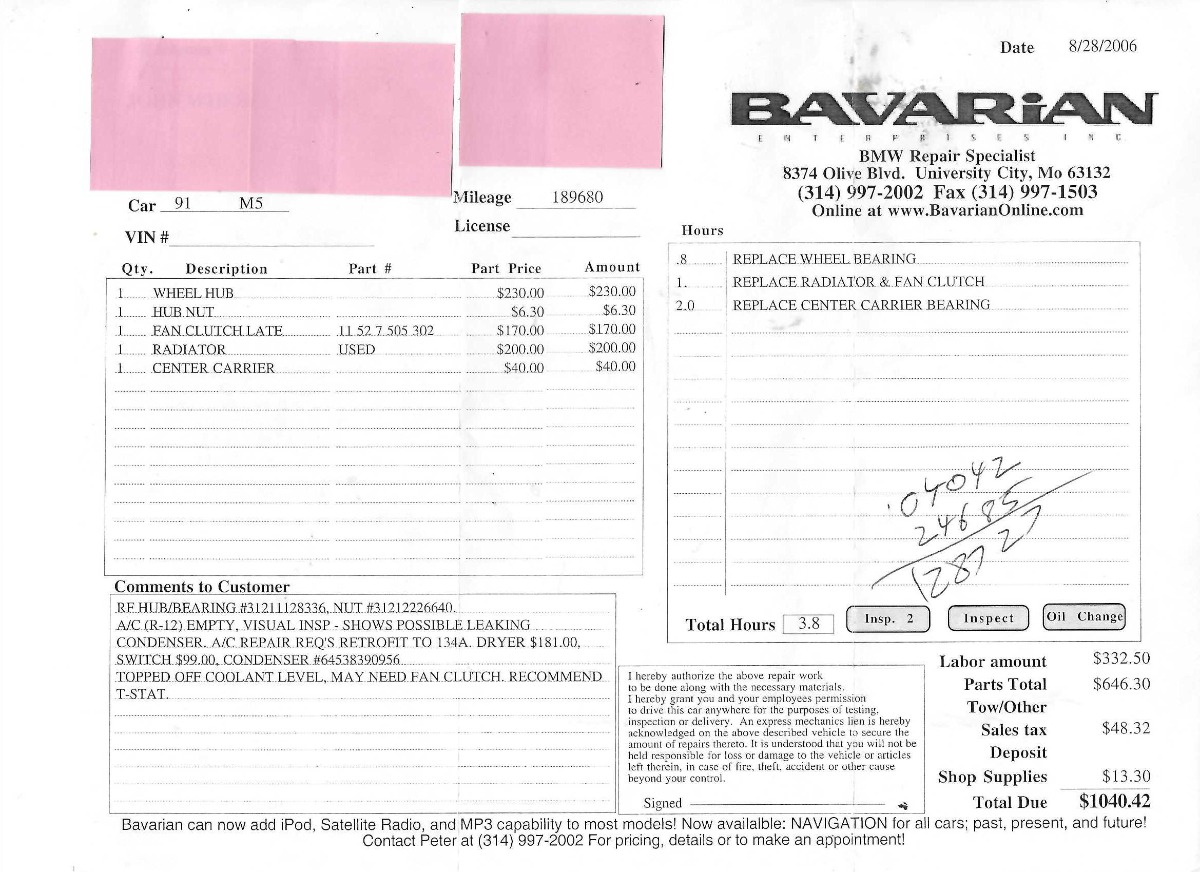 Date 8/28/2006
BAVARiAN
ENTERPRISES INC
BMW Repair Specialist
8374 Olive Blvd. University City, Mo 63132
(314) 997-2002 Fax (314) 997-1503
Online at www.BavarianOnline.com
Car 91 M5
Mileage 189680
VIN #
License
Qty. Description Part # Part Price Amount
1 WHEEL HUB $230.00 $230.00
1 HUB NUT $6.30 $6.30
1 FAN CLUTCH LATE 11 52 7 505 302 $170.00 $170.00
1 RADIATOR USED $200.00 $200.00
1 CENTER CARRIER $40.00 $40.00
Hours
.8 REPLACE WHEEL BEARING
1. REPLACE RADIATOR & FAN CLUTCH
2.0 REPLACE CENTER CARRIER BEARING
.04042
24685
12872
Total Hours 3.8 Insp. 2 Inspect Oil Change
Comments to Customer
RF HUB/BEARING #31211128336, NUT #31212226640.
A/C (R-12) EMPTY, VISUAL INSP - SHOWS POSSIBLE LEAKING
CONDENSER. A/C REPAIR REQ'S RETROFIT TO 134A. DRYER $181.00,
SWITCH $99.00, CONDENSER #64538390956
TOPPED OFF COOLANT LEVEL, MAY NEED FAN CLUTCH. RECOMMEND
T-STAT.
I hereby authorize the above repair work
to be done along with the necessary materials.
I hereby grant you and your employees permission
to drive this car anywhere for the purposes of testing,
inspection or delivery. An express mechanics lien is hereby
acknowledged on the above described vehicle to secure the
amount of repairs thereto. It is understood that you will not be
held responsible for loss or damage to the vehicle or articles
left therein, in case of fire, theft, accident or other cause
beyond your control.
Signed
Labor amount $332.50
Parts Total $646.30
Tow/Other
Sales tax $48.32
Deposit
Shop Supplies $13.30
Total Due $1040.42
Bavarian can now add iPod, Satellite Radio, and MP3 capability to most models! Now availalble: NAVIGATION for all cars; past, present, and future!
Contact Peter at (314) 997-2002 For pricing, details or to make an appointment!